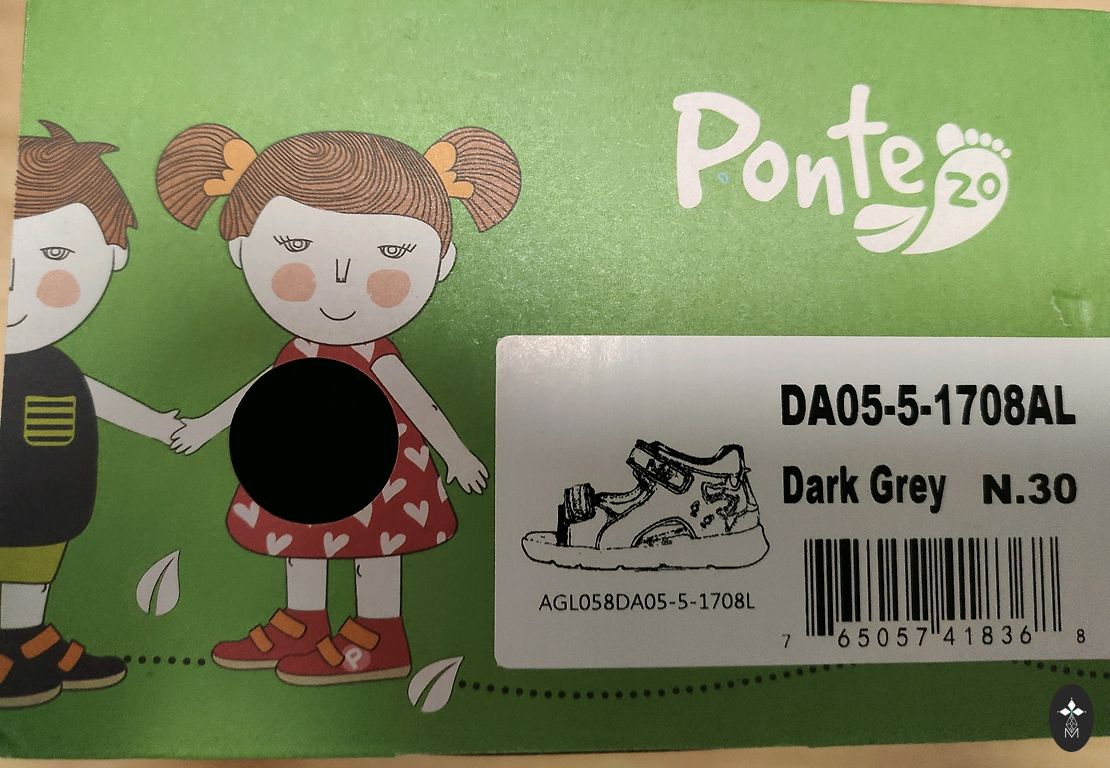 Ponte
20
DA05-5-1708AL
Dark Grey N.30
AGL058DA05-5-1708L
7 65057 41836 8
P
M